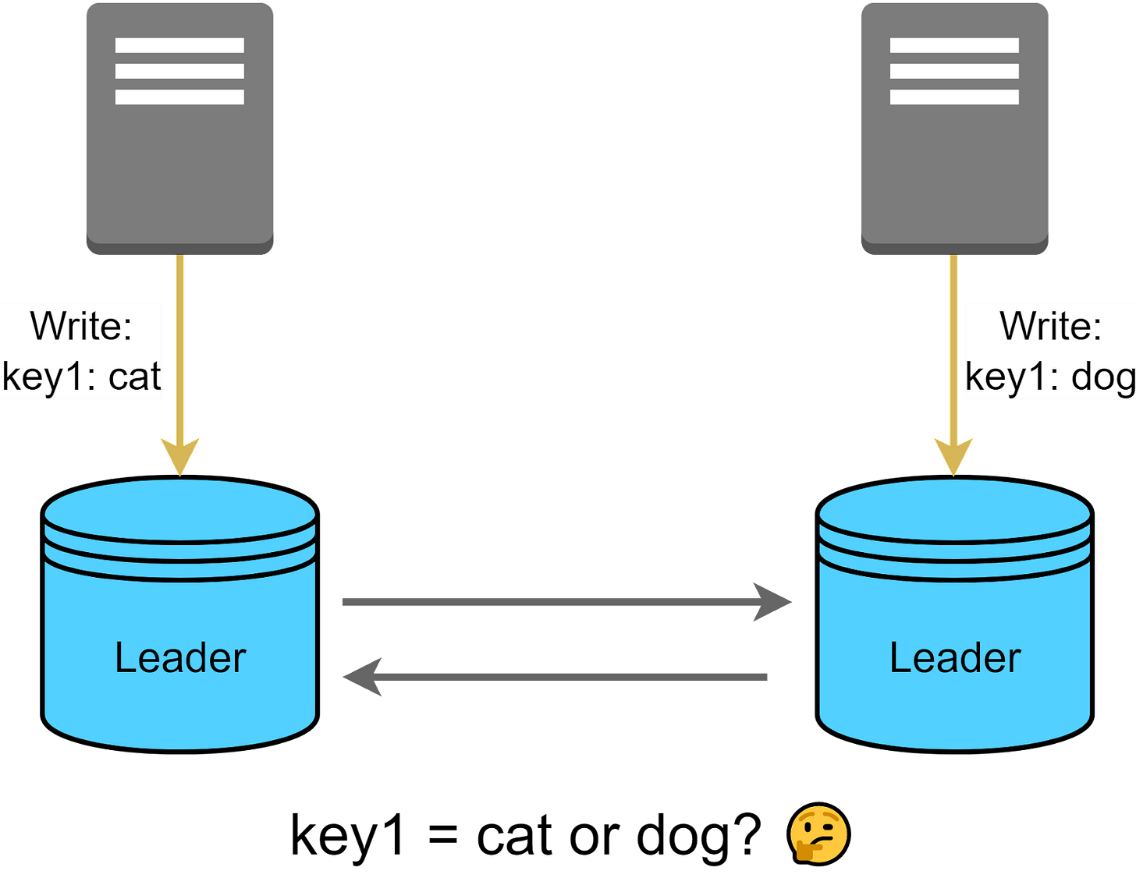 Write:
key1: cat
Write:
key1: dog
Leader
Leader
key1 = cat or dog? 🤔